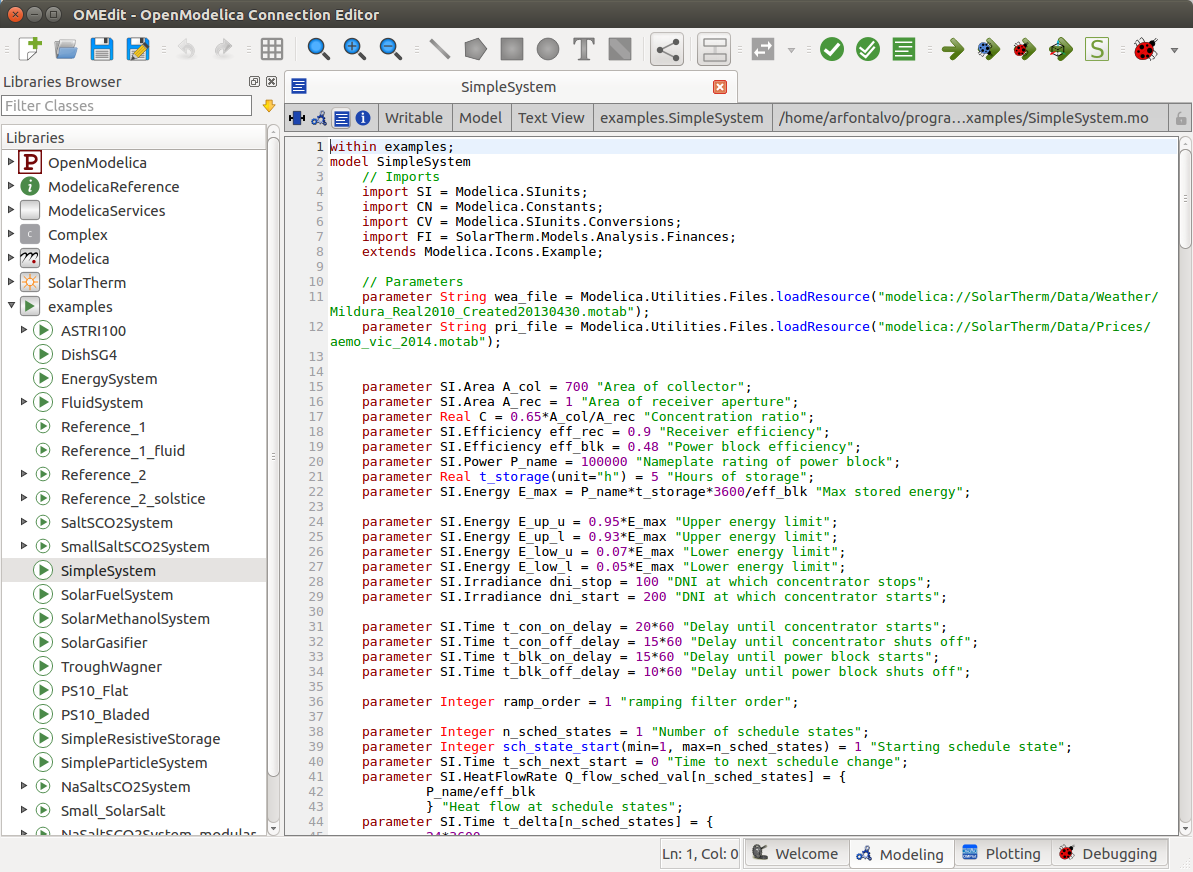 OMEdit - OpenModelica Connection Editor
T
S
Libraries Browser
Filter Classes
Libraries
P OpenModelica
i ModelicaReference
ModelicaServices
C Complex
m Modelica
SolarTherm
examples
ASTRI100
DishSG4
EnergySystem
FluidSystem
Reference_1
Reference_1_fluid
Reference_2
Reference_2_solstice
SaltSCO2System
SmallSaltSCO2System
SimpleSystem
SolarFuelSystem
SolarMethanolSystem
SolarGasifier
TroughWagner
PS10_Flat
PS10_Bladed
SimpleResistiveStorage
SimpleParticleSystem
NaSaltsCO2System
Small_SolarSalt
NaSaltSCO2System_modular
SimpleSystem
i Writable Model Text View examples.SimpleSystem /home/arfontalvo/progra...xamples/SimpleSystem.mo
1 within examples;
2 model SimpleSystem
3 // Imports
4 import SI = Modelica.SIunits;
5 import CN = Modelica.Constants;
6 import CV = Modelica.SIunits.Conversions;
7 import FI = SolarTherm.Models.Analysis.Finances;
8 extends Modelica.Icons.Example;
9
10 // Parameters
11 parameter String wea_file = Modelica.Utilities.Files.loadResource("modelica://SolarTherm/Data/Weather/
Mildura_Real2010_Created20130430.motab");
12 parameter String pri_file = Modelica.Utilities.Files.loadResource("modelica://SolarTherm/Data/Prices/
aemo_vic_2014.motab");
13
14
15 parameter SI.Area A_col = 700 "Area of collector";
16 parameter SI.Area A_rec = 1 "Area of receiver aperture";
17 parameter Real C = 0.65*A_col/A_rec "Concentration ratio";
18 parameter SI.Efficiency eff_rec = 0.9 "Receiver efficiency";
19 parameter SI.Efficiency eff_blk = 0.48 "Power block efficiency";
20 parameter SI.Power P_name = 100000 "Nameplate rating of power block";
21 parameter Real t_storage(unit="h") = 5 "Hours of storage";
22 parameter SI.Energy E_max = P_name*t_storage*3600/eff_blk "Max stored energy";
23
24 parameter SI.Energy E_up_u = 0.95*E_max "Upper energy limit";
25 parameter SI.Energy E_up_l = 0.93*E_max "Upper energy limit";
26 parameter SI.Energy E_low_u = 0.07*E_max "Lower energy limit";
27 parameter SI.Energy E_low_l = 0.05*E_max "Lower energy limit";
28 parameter SI.Irradiance dni_stop = 100 "DNI at which concentrator stops";
29 parameter SI.Irradiance dni_start = 200 "DNI at which concentrator starts";
30
31 parameter SI.Time t_con_on_delay = 20*60 "Delay until concentrator starts";
32 parameter SI.Time t_con_off_delay = 15*60 "Delay until concentrator shuts off";
33 parameter SI.Time t_blk_on_delay = 15*60 "Delay until power block starts";
34 parameter SI.Time t_blk_off_delay = 10*60 "Delay until power block shuts off";
35
36 parameter Integer ramp_order = 1 "ramping filter order";
37
38 parameter Integer n_sched_states = 1 "Number of schedule states";
39 parameter Integer sch_state_start(min=1, max=n_sched_states) = 1 "Starting schedule state";
40 parameter SI.Time t_sch_next_start = 0 "Time to next schedule change";
41 parameter SI.HeatFlowRate Q_flow_sched_val[n_sched_states] = {
42 P_name/eff_blk
43 } "Heat flow at schedule states";
44 parameter SI.Time t_delta[n_sched_states] = {
45 24*3600
Ln: 1, Col: 0 Welcome Modeling Plotting Debugging